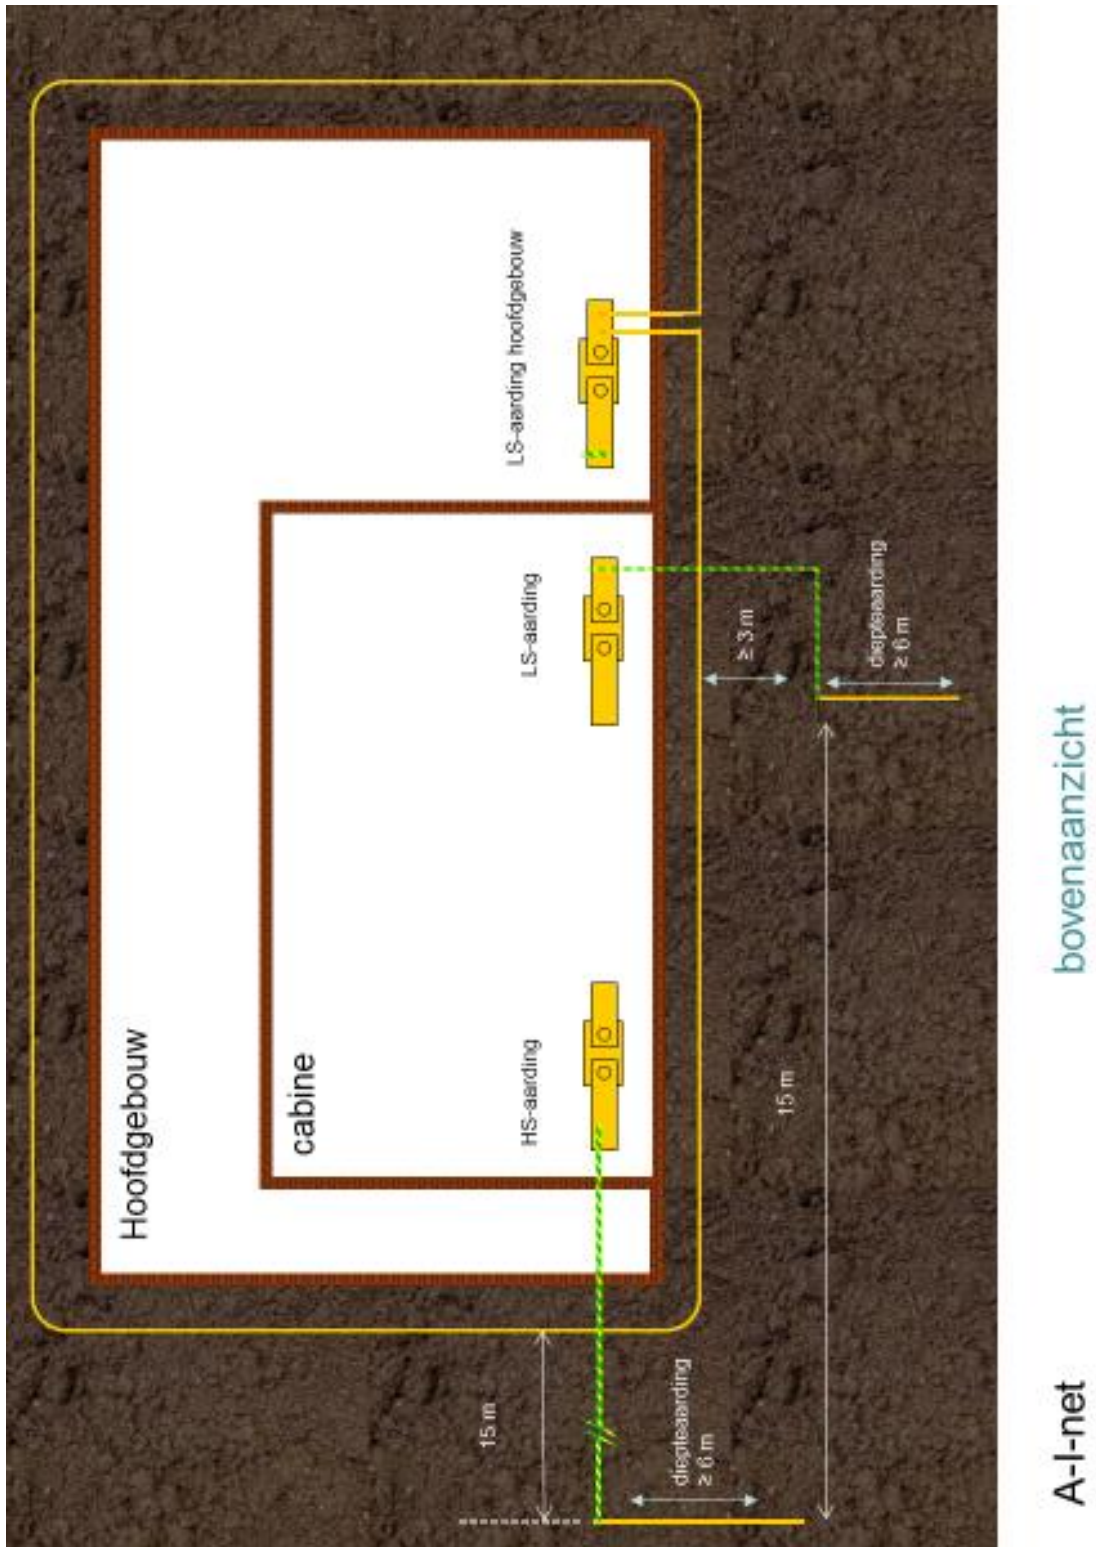 Hoofdgebouw
cabine
HS-aarding
LS-aarding
LS-aarding hoofdgebouw
15 m
diepteaarding
≥ 6 m
15 m
≥ 3 m
diepteaarding
≥ 6 m
A-I-net
bovenaanzicht